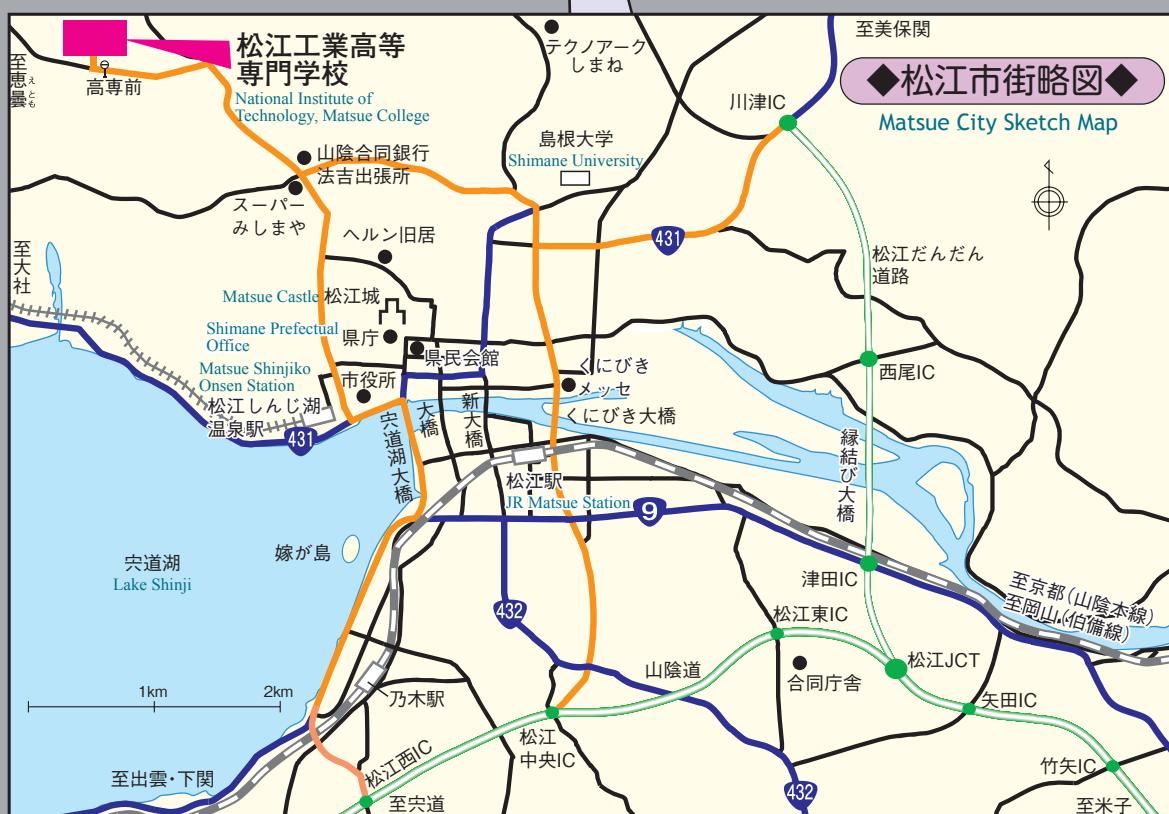 松江工業高等
専門学校
National Institute of
Technology, Matsue College
至恵曇
えとも
高専前
テクノアーク
しまね
至美保関
◆松江市街略図◆
Matsue City Sketch Map
川津IC
山陰合同銀行
法吉出張所
島根大学
Shimane University
スーパー
みしまや
ヘルン旧居
至大社
431
松江だんだん
道路
Matsue Castle 松江城
Shimane Prefectual
Office
県庁
県民会館
Matsue Shinjiko
Onsen Station
市役所
くにびき
メッセ
西尾IC
松江しんじ湖
温泉駅
431
宍道湖大橋
大橋
新大橋
くにびき大橋
縁結び大橋
松江駅
JR Matsue Station
9
宍道湖
Lake Shinji
嫁が島
津田IC
432
松江東IC
至京都(山陰本線)
至岡山(伯備線)
山陰道
合同庁舎
松江JCT
1km
2km
乃木駅
矢田IC
松江
中央IC
松江西IC
至出雲・下関
至宍道
432
竹矢IC
至米子